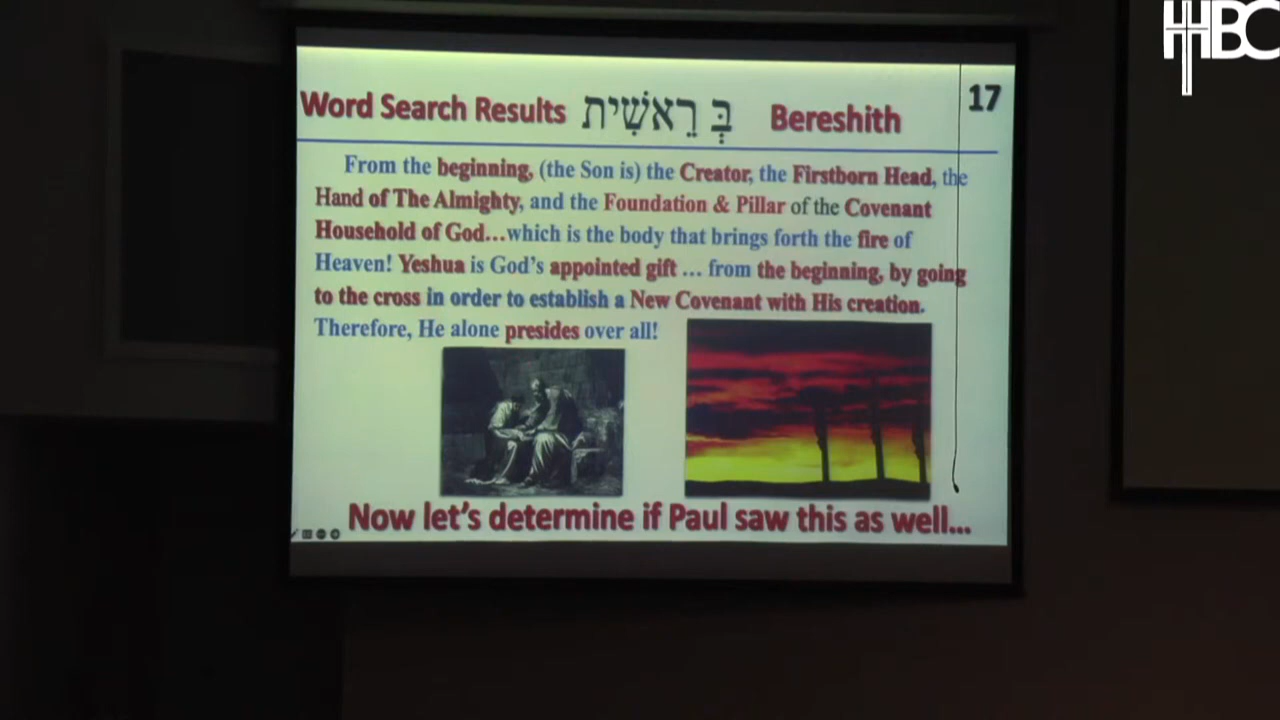 HHBC
Word Search Results בְּ רֵאשִׁית Bereshith
17
From the beginning, (the Son is) the Creator, the Firstborn Head, the
Hand of The Almighty, and the Foundation & Pillar of the Covenant
Household of God...which is the body that brings forth the fire of
Heaven! Yeshua is God's appointed gift ... from the beginning, by going
to the cross in order to establish a New Covenant with His creation.
Therefore, He alone presides over all!
Now let's determine if Paul saw this as well...